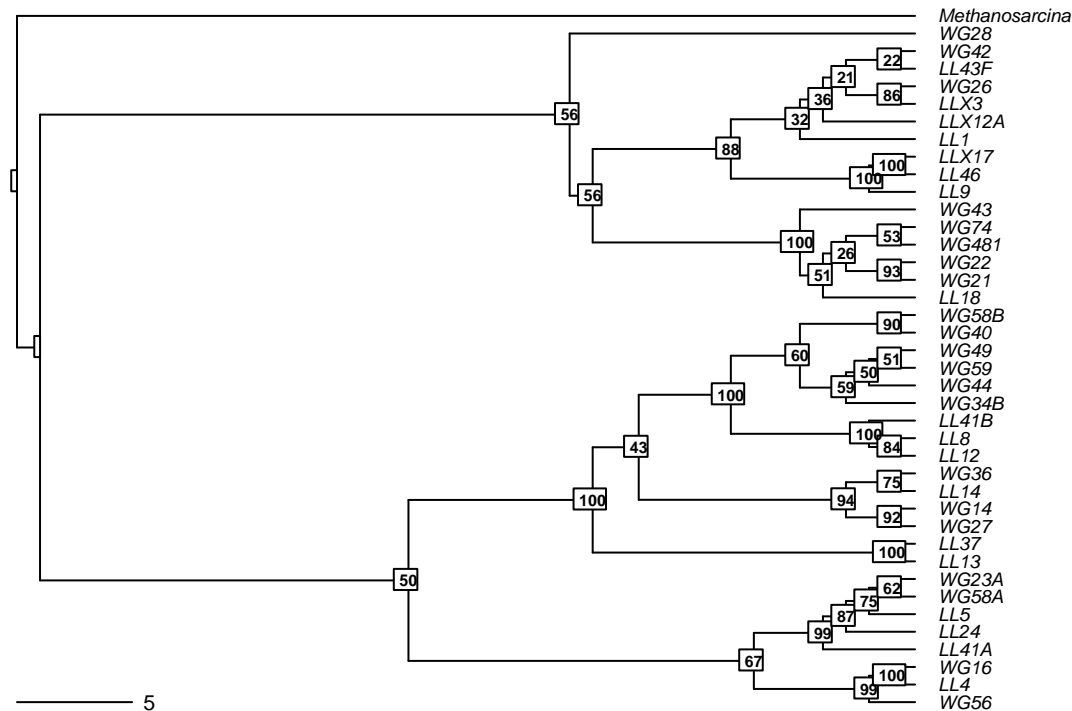 Methanosarcina
WG28
WG42
22
LL43F
21
WG26
86
36
LLX3
56
32
LLX12A
LL1
88
LLX17
100
LL46
100
LL9
56
WG43
WG74
53
WG481
100
26
WG22
93
51
WG21
LL18
WG58B
90
WG40
WG49
60
51
WG59
50
WG44
59
100
WG34B
LL41B
100
LL8
43
84
LL12
WG36
75
LL14
94
100
WG14
92
WG27
LL37
100
LL13
50
WG23A
62
WG58A
75
LL5
87
LL24
99
LL41A
67
WG16
100
LL4
99
WG56
5